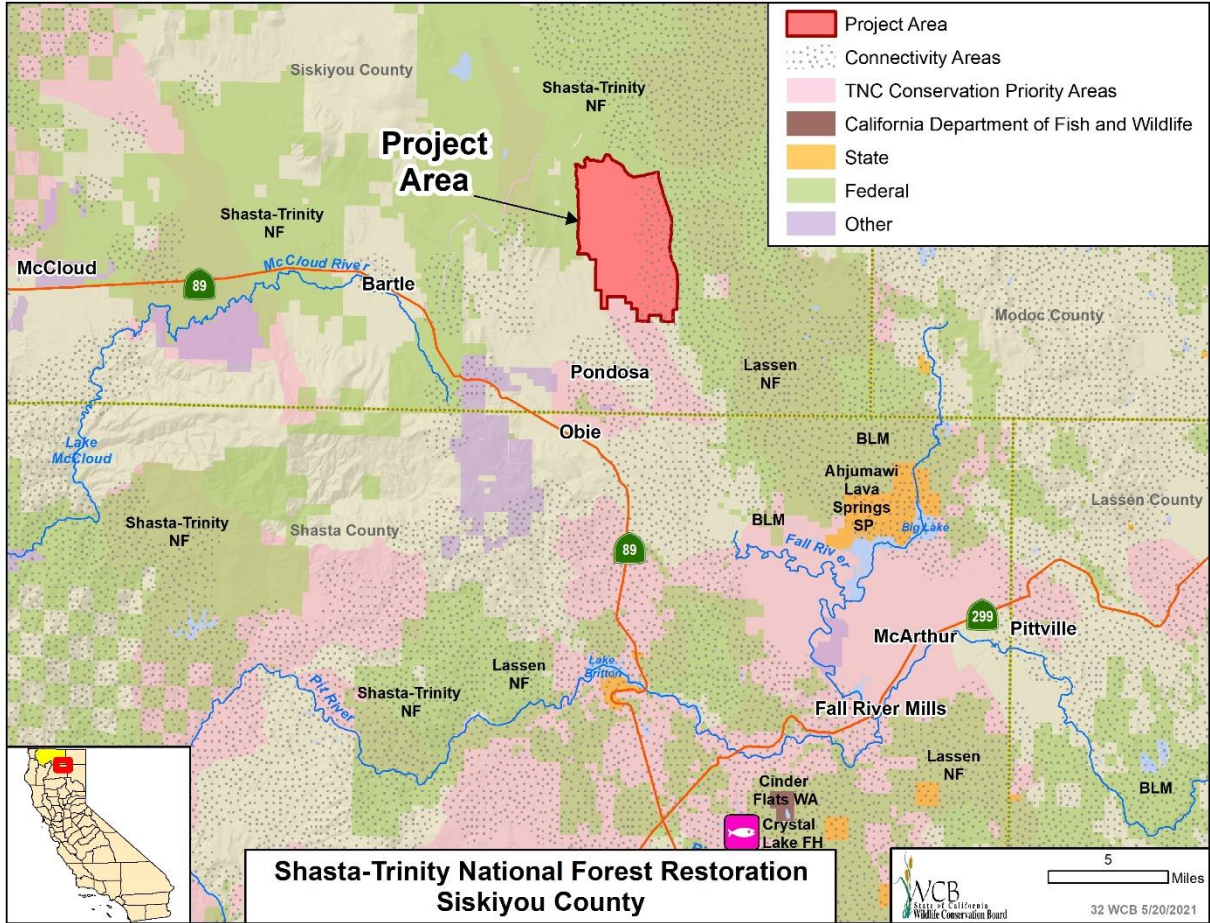 Siskiyou County
Shasta-Trinity
NF
Project
Area
Shasta-Trinity
NF
McCloud
89
McCloud River
Bartle
Project Area
Connectivity Areas
TNC Conservation Priority Areas
California Department of Fish and Wildlife
State
Federal
Other
Modoc County
Pondosa
Lassen
NF
Obie
Lake
McCloud
BLM
Ahjumawi
Lava
Springs
SP
Big Lake
Lassen County
Shasta-Trinity
NF
Shasta County
BLM
Fall River
89
299
McArthur
Pittville
Lake
Britton
Lassen
NF
Shasta-Trinity
NF
Pit River
Fall River Mills
Lassen
NF
Cinder
Flats WA
Crystal
Lake FH
P
BLM
Shasta-Trinity National Forest Restoration
Siskiyou County
WCB
State of California
Wildlife Conservation Board
5
Miles
32 WCB 5/20/2021